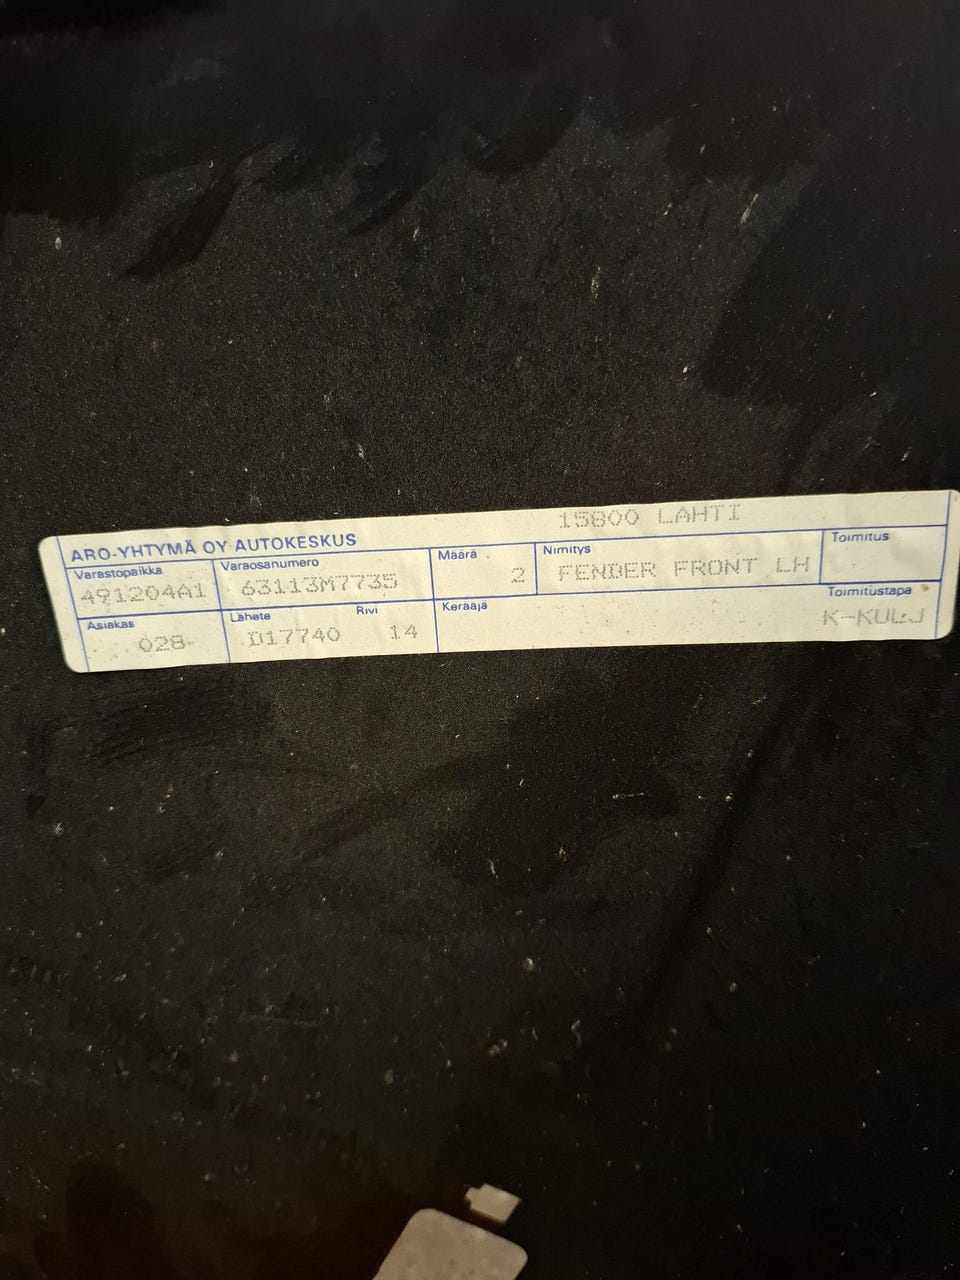 15800 LAHTI
ARO-YHTYMÄ OY AUTOKESKUS
Varastopaikka Varaosanumero Määrä Nimitys Toimitus
491204A1 63113M7735 2 FENDER FRONT LH
Asiakas Lähete Rivi Kerääjä Toimitustapa
028 D17740 14 K-KULJ